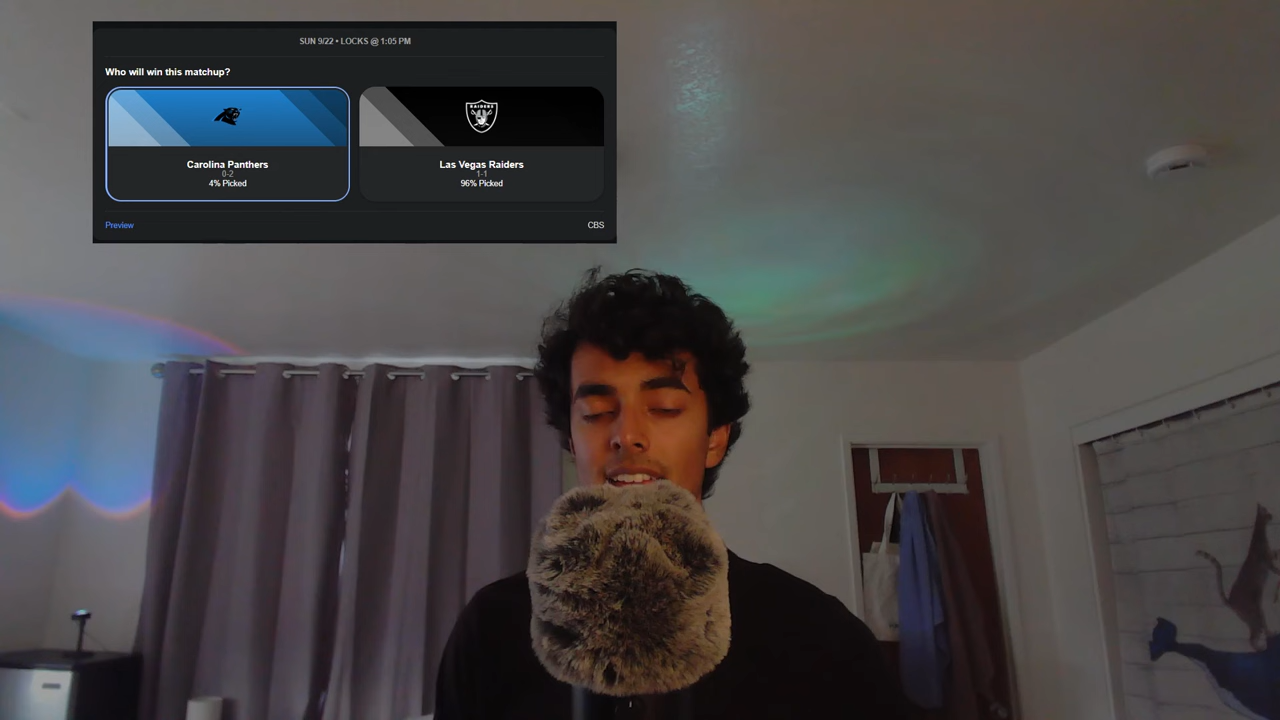 SUN 9/22 • LOCKS @ 1:05 PM
Who will win this matchup?
RAIDERS
Carolina Panthers
0-2
4% Picked
Las Vegas Raiders
1-1
96% Picked
Preview
CBS